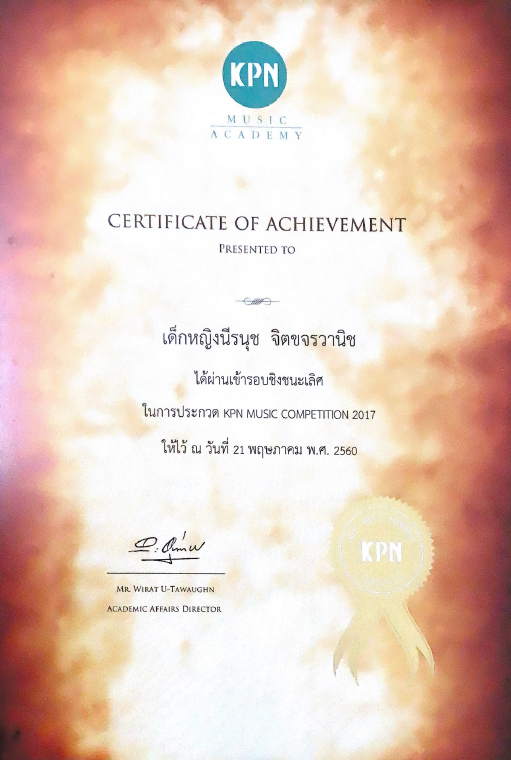 KPN
MUSIC
ACADEMY
CERTIFICATE OF ACHIEVEMENT
PRESENTED TO
เด็กหญิงนีรนุช จิตขจรวานิช
ได้ผ่านเข้ารอบชิงชนะเลิศ
ในการประกวด KPN MUSIC COMPETITION 2017
ให้ไว้ ณ วันที่ 21 พฤษภาคม พ.ศ. 2560
KPN
MR. WIRAT U-TAWAUGHN
ACADEMIC AFFAIRS DIRECTOR